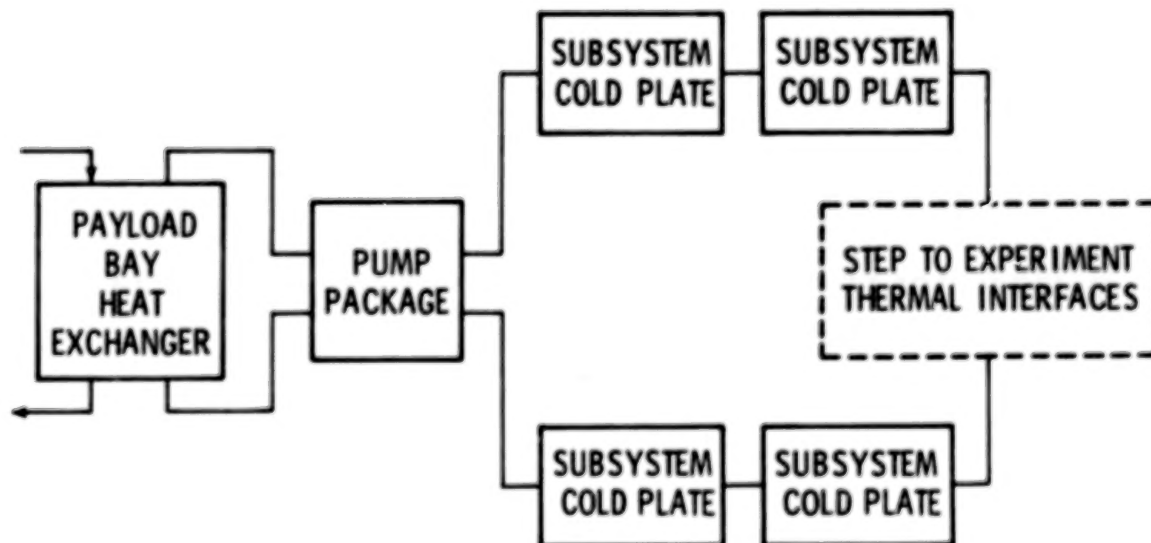 SUBSYSTEM
COLD PLATE
SUBSYSTEM
COLD PLATE
PAYLOAD
BAY
HEAT
EXCHANGER
PUMP
PACKAGE
STEP TO EXPERIMENT
THERMAL INTERFACES
SUBSYSTEM
COLD PLATE
SUBSYSTEM
COLD PLATE